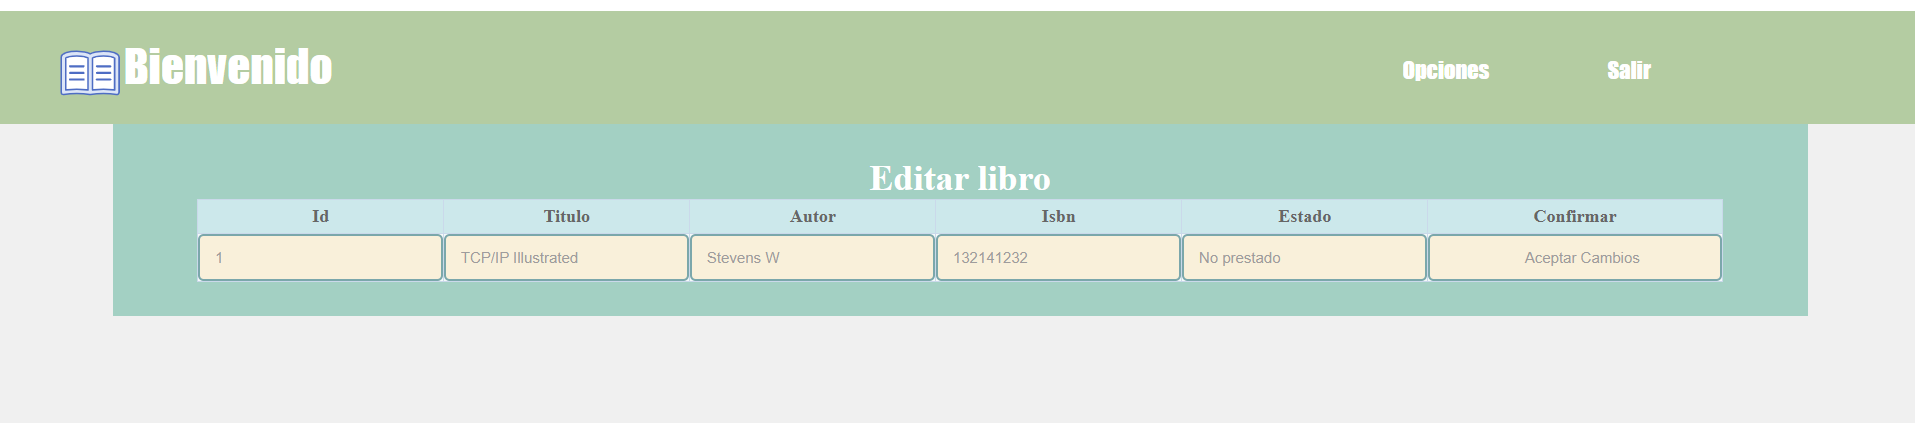 Bienvenido Opciones Salir
Editar libro
Id Titulo Autor Isbn Estado Confirmar
1 TCP/IP Illustrated Stevens W 132141232 No prestado Aceptar Cambios